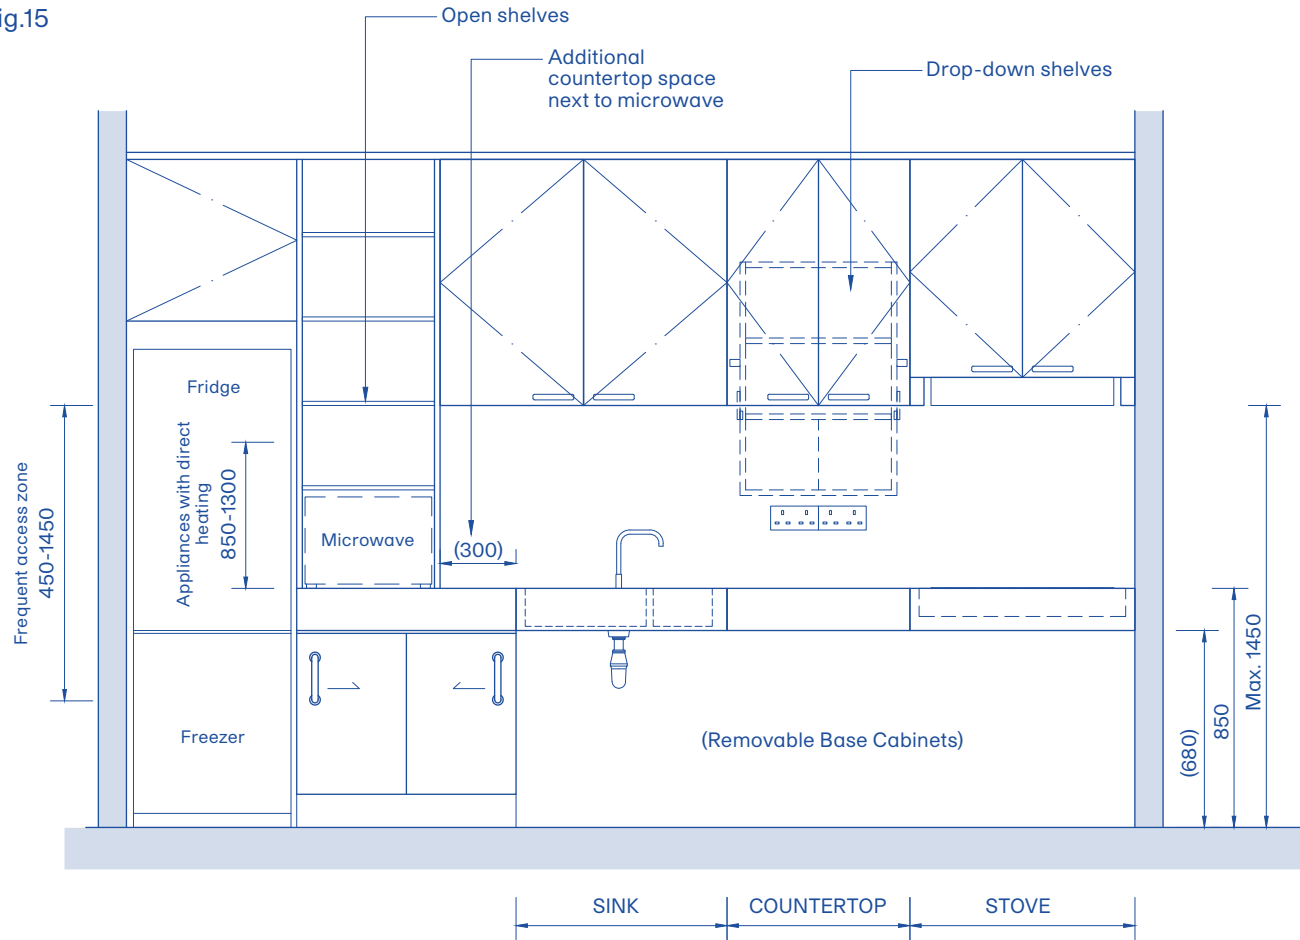 ig.15
Open shelves
Additional
countertop space
next to microwave
Drop-down shelves
Fridge
Appliances with direct
heating
850-1300
Frequent access zone
450-1450
Microwave
(300)
Freezer
(Removable Base Cabinets)
(680)
850
Max. 1450
SINK
COUNTERTOP
STOVE